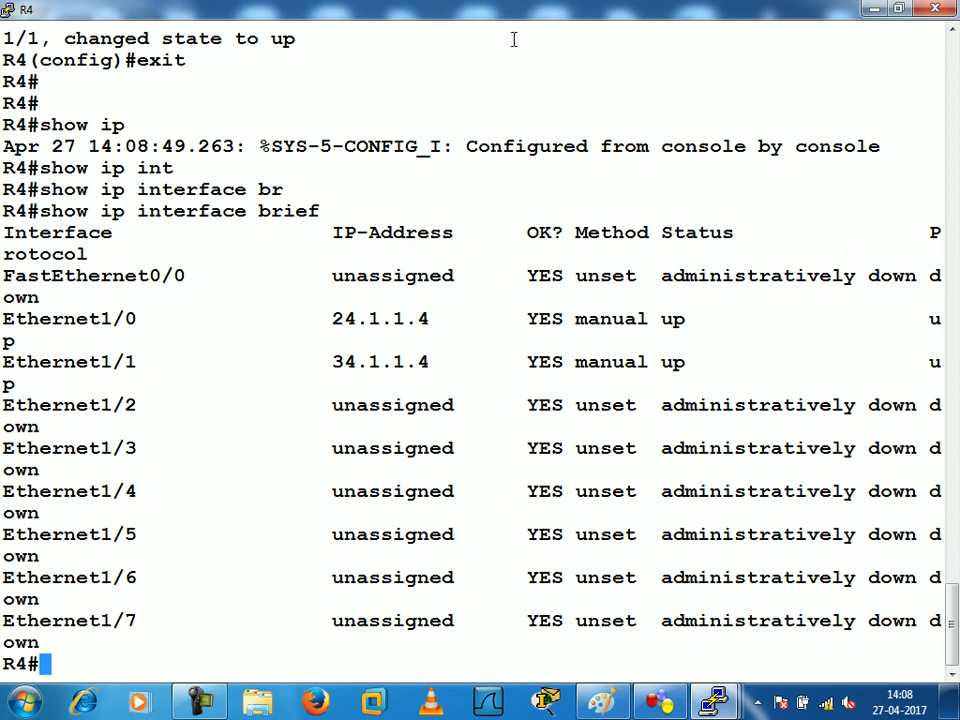 R4
1/1, changed state to up
R4(config)#exit
R4#
R4#
R4#show ip
Apr 27 14:08:49.263: %SYS-5-CONFIG_I: Configured from console by console
R4#show ip int
R4#show ip interface br
R4#show ip interface brief
Interface IP-Address OK? Method Status P
rotocol
FastEthernet0/0 unassigned YES unset administratively down d
own
Ethernet1/0 24.1.1.4 YES manual up u
p
Ethernet1/1 34.1.1.4 YES manual up u
p
Ethernet1/2 unassigned YES unset administratively down d
own
Ethernet1/3 unassigned YES unset administratively down d
own
Ethernet1/4 unassigned YES unset administratively down d
own
Ethernet1/5 unassigned YES unset administratively down d
own
Ethernet1/6 unassigned YES unset administratively down d
own
Ethernet1/7 unassigned YES unset administratively down d
own
R4#
14:08
27-04-2017